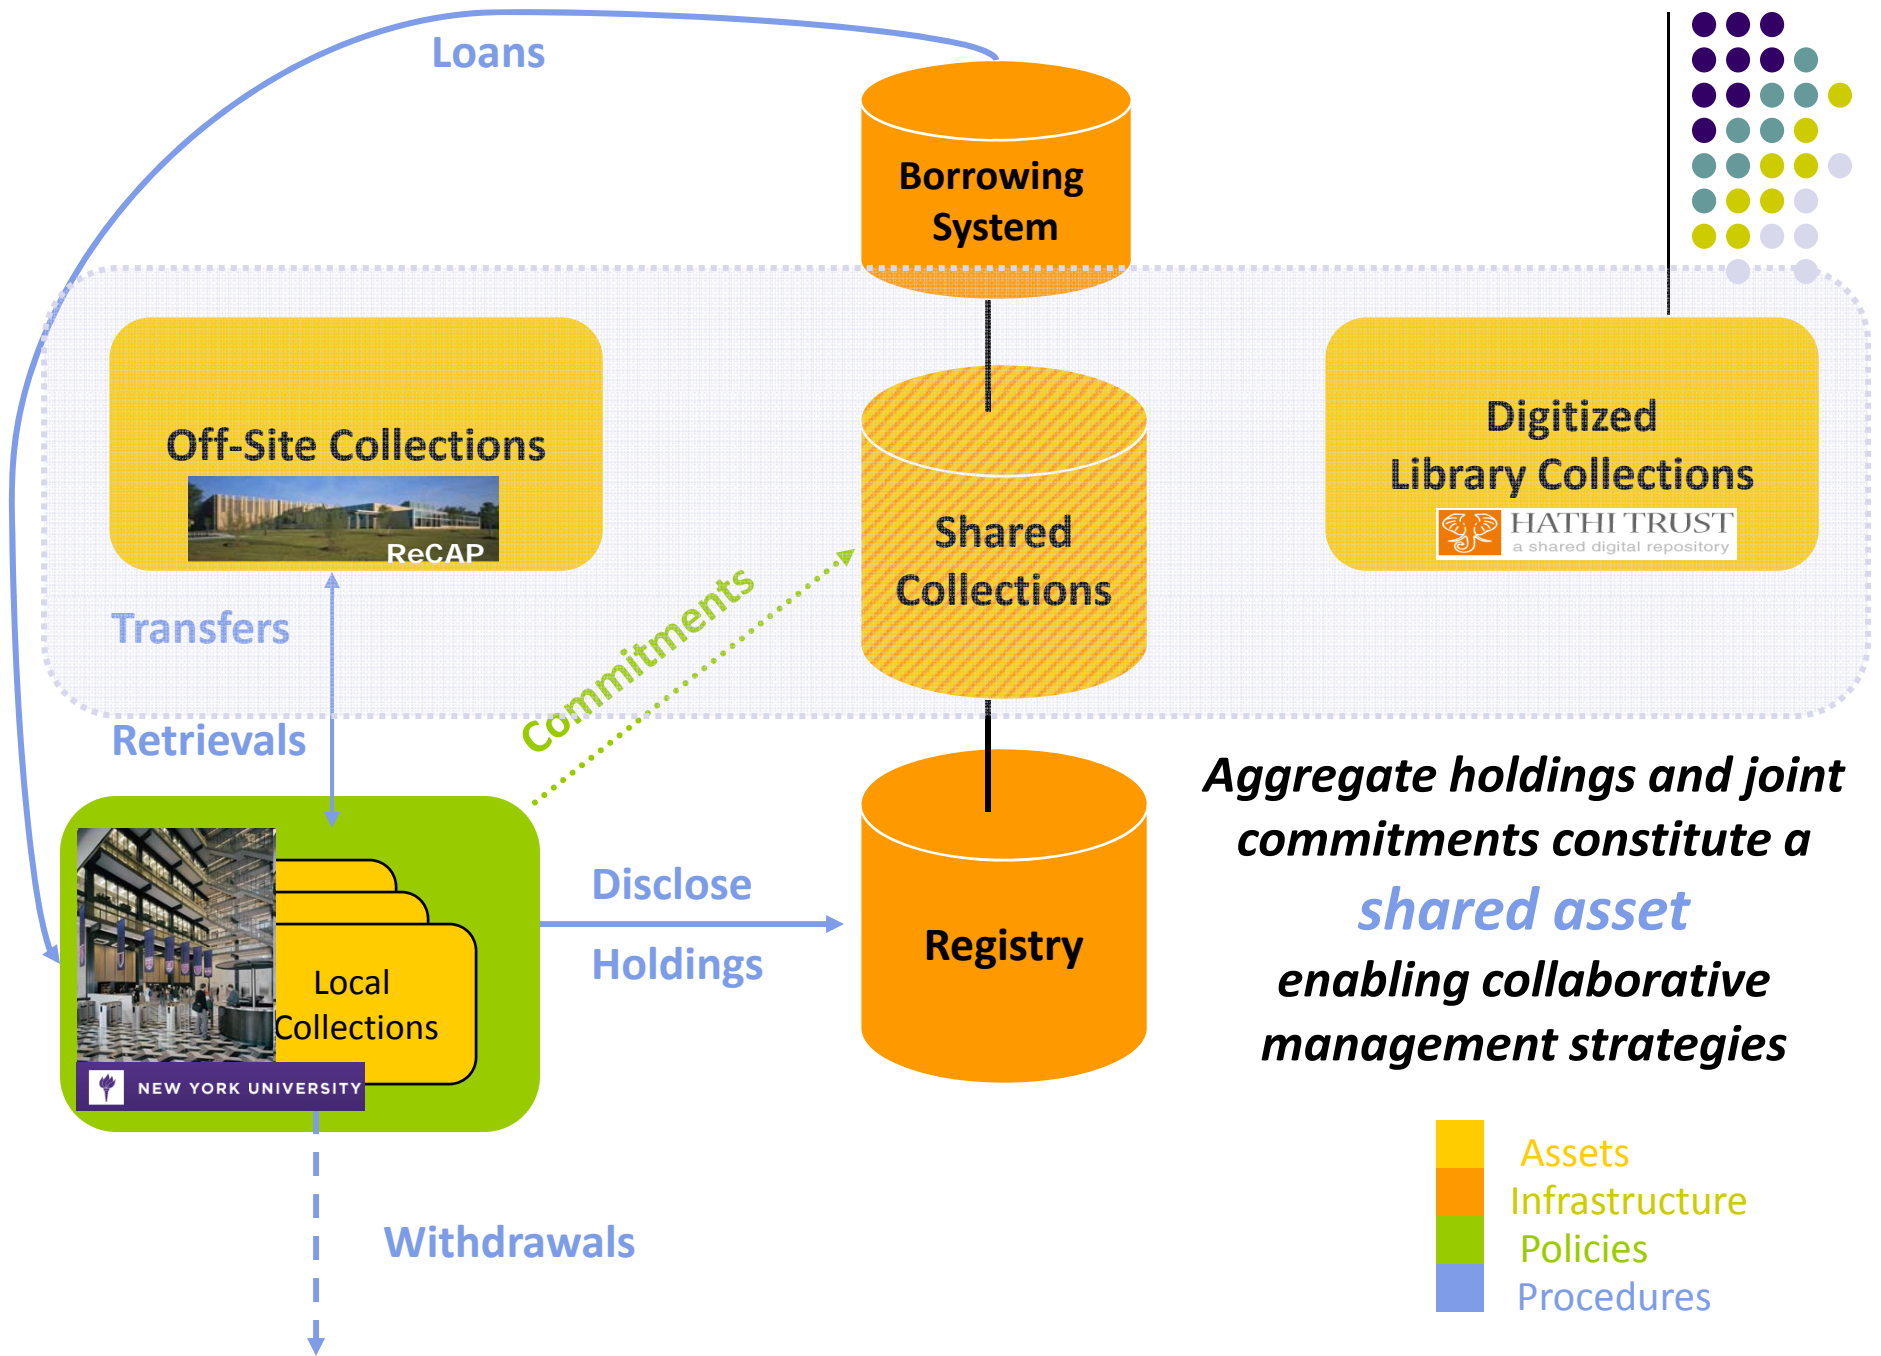 Loans
Borrowing
System
Off-Site Collections
ReCAP
Shared
Collections
Digitized
Library Collections
HATHI TRUST
a shared digital repository
Transfers
Retrievals
Commitments
Local
Collections
NEW YORK UNIVERSITY
Disclose
Holdings
Registry
Aggregate holdings and joint
commitments constitute a
shared asset
enabling collaborative
management strategies
Withdrawals
Assets
Infrastructure
Policies
Procedures